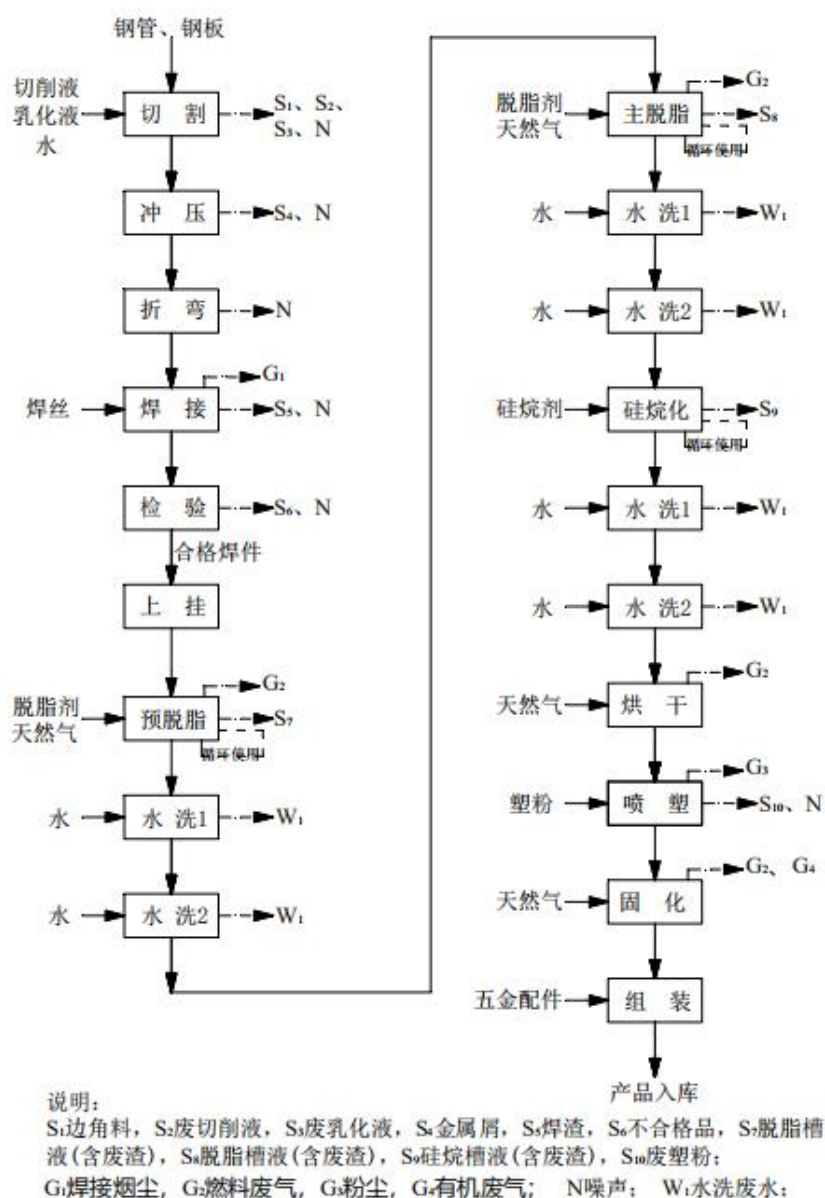 钢管、钢板
切削液
乳化液
水
切 割
S₁、S₂、
S₃、N
冲 压
S₄、N
折 弯
N
G₁
焊丝
焊 接
S₅、N
检 验
S₆、N
合格焊件
上 挂
G₂
脱脂剂
天然气
预脱脂
S₇
循环使用
水
水 洗1
W₁
水
水 洗2
W₁
G₂
脱脂剂
天然气
主脱脂
S₈
循环使用
水
水 洗1
W₁
水
水 洗2
W₁
硅烷剂
硅烷化
S₉
循环使用
水
水 洗1
W₁
水
水 洗2
W₁
G₂
天然气
烘 干
G₃
塑粉
喷 塑
S₁₀、N
G₂、G₄
天然气
固 化
五金配件
组 装
产品入库
说明：
S₁边角料，S₂废切削液，S₃废乳化液，S₄金属屑，S₅焊渣，S₆不合格品，S₇脱脂槽
液(含废渣)，S₈脱脂槽液(含废渣)，S₉硅烷槽液(含废渣)，S₁₀废塑粉；
G₁焊接烟尘，G₂燃料废气，G₃粉尘，G₄有机废气； N噪声； W₁水洗废水；